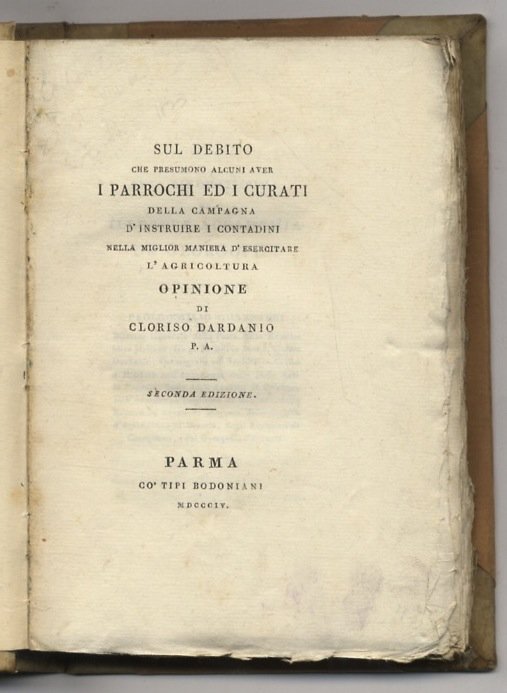 SUL DEBITO
CHE PRESUMONO ALCUNI AVER
I PARROCHI ED I CURATI
DELLA CAMPAGNA
D'INSTRUIRE I CONTADINI
NELLA MIGLIOR MANIERA D'ESERCITARE
L'AGRICOLTURA
OPINIONE
DI
CLORISO DARDANIO
P. A.
SECONDA EDIZIONE.
PARMA
CO' TIPI BODONIANI
MDCCCIV.